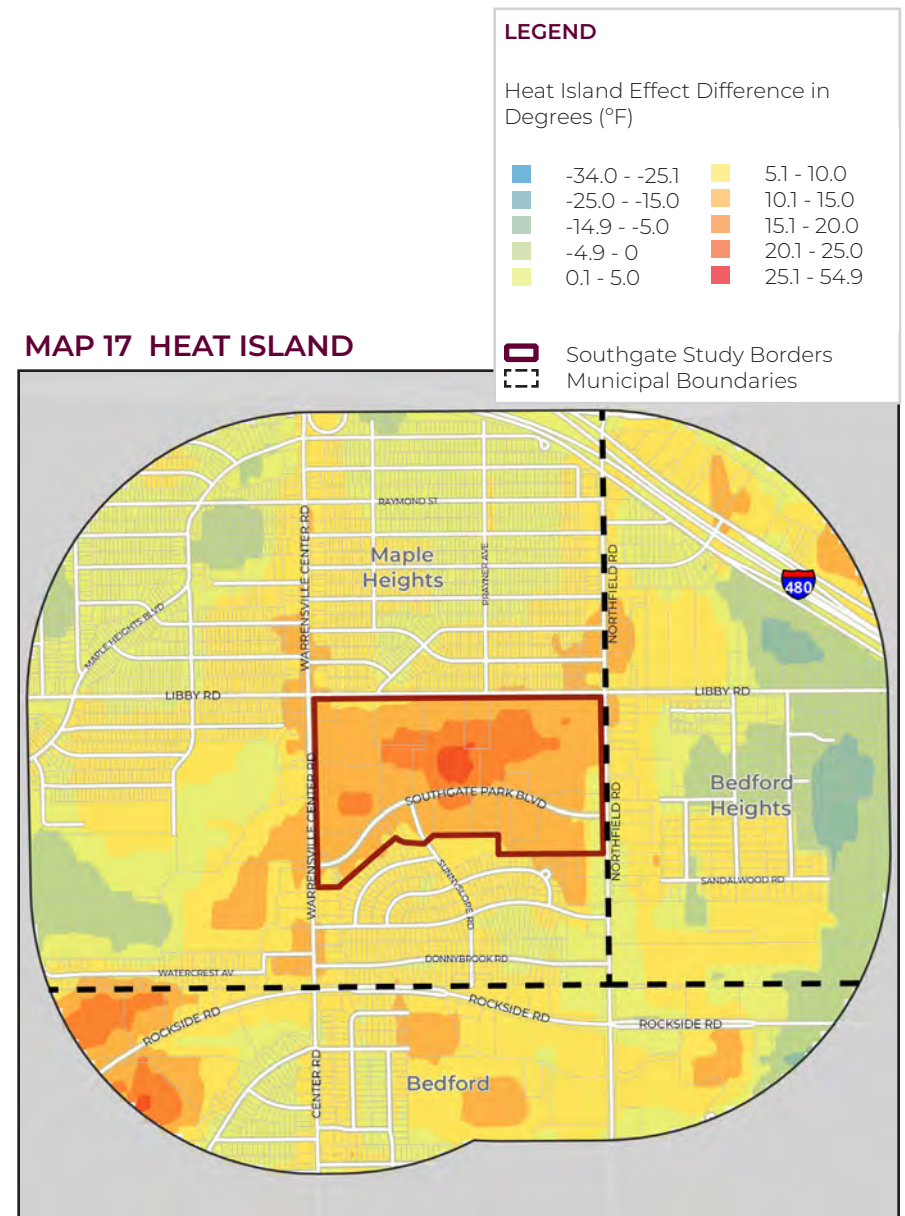 LEGEND
Heat Island Effect Difference in
Degrees (ºF)
-34.0 - -25.1
-25.0 - -15.0
-14.9 - -5.0
-4.9 - 0
0.1 - 5.0
5.1 - 10.0
10.1 - 15.0
15.1 - 20.0
20.1 - 25.0
25.1 - 54.9
Southgate Study Borders
Municipal Boundaries
MAP 17 HEAT ISLAND
RAYMOND ST
WARRENSVILLE CENTER RD
Maple
Heights
PRAYNER AVE
NORTHFIELD RD
480
MAPLE HEIGHTS BLVD
LIBBY RD
LIBBY RD
WARRENSVILLE CENTER RD
SOUTHGATE PARK BLVD
NORTHFIELD RD
Bedford
Heights
SUNNYSLOPE RD
SANDALWOOD RD
DONNYBROOK RD
WATERCREST AV
ROCKSIDE RD
ROCKSIDE RD
ROCKSIDE RD
CENTER RD
Bedford